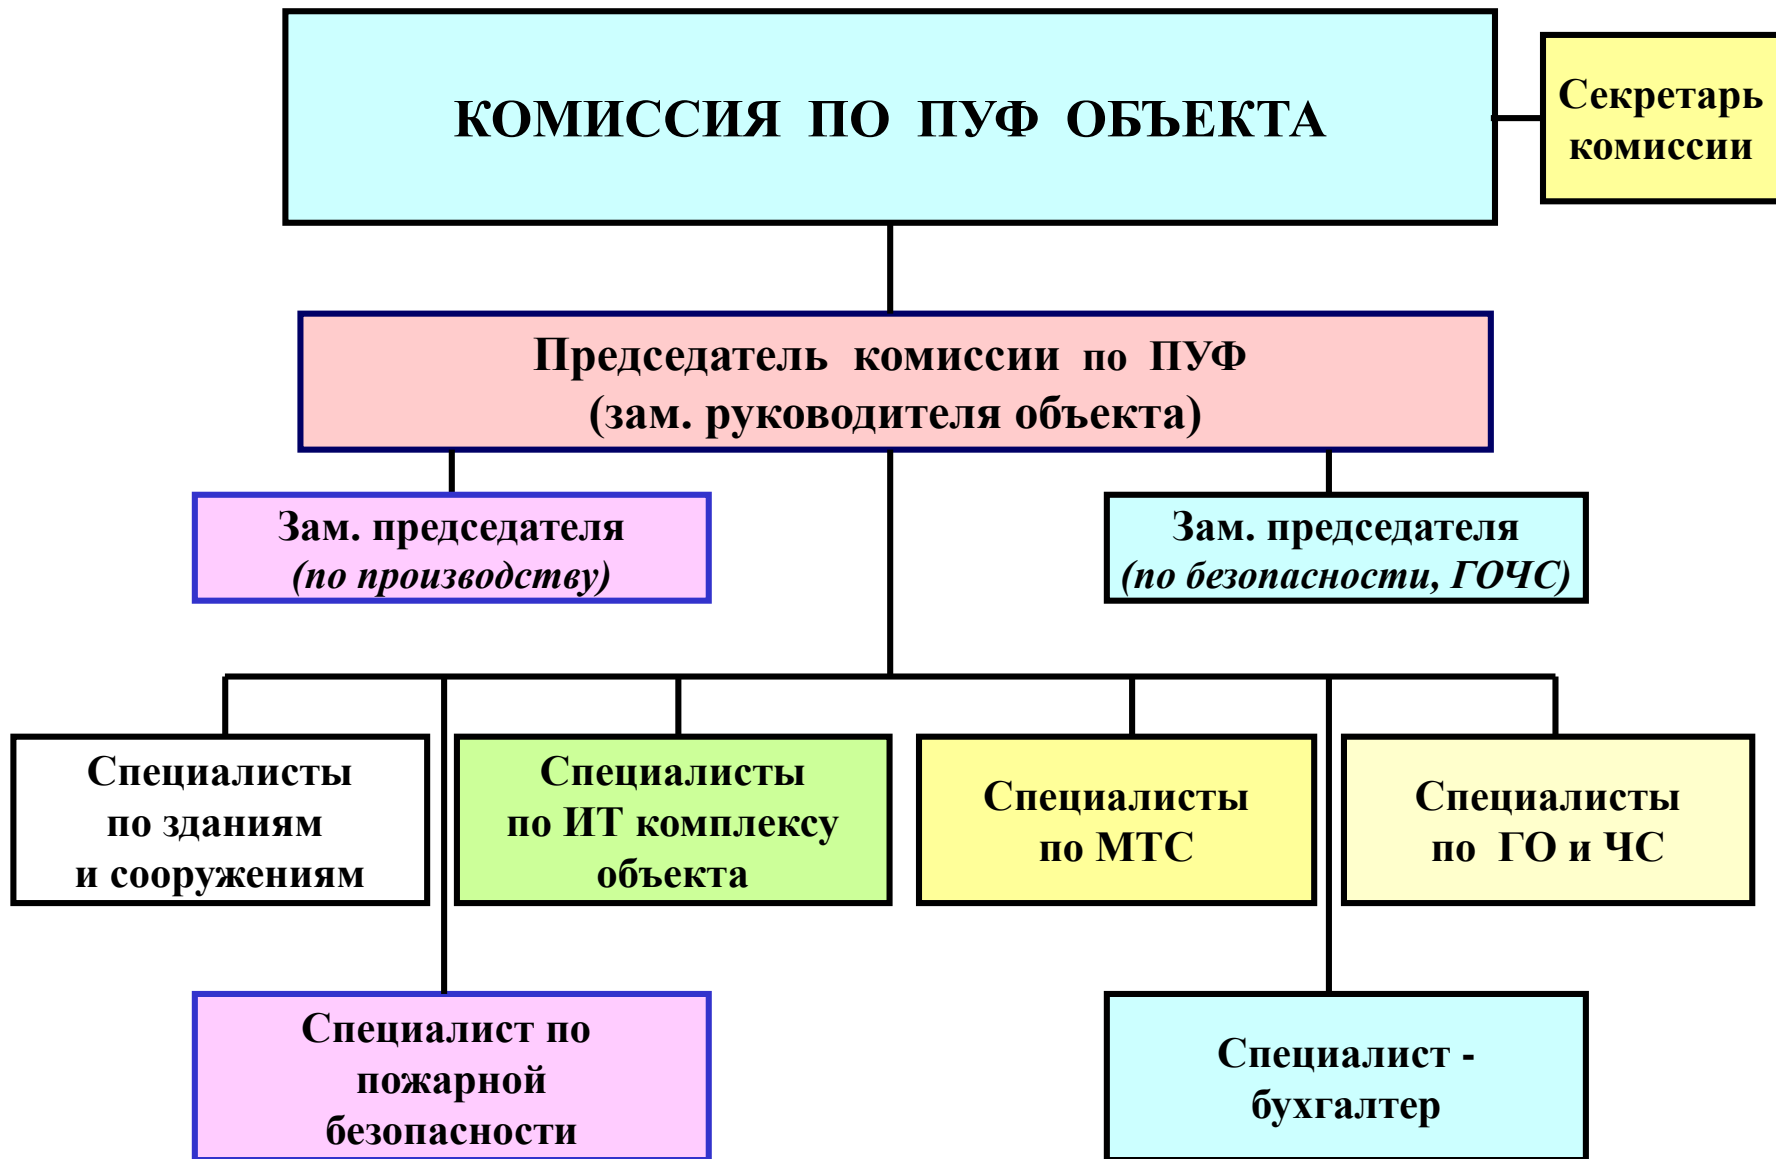 КОМИССИЯ ПО ПУФ ОБЪЕКТА
Секретарь
комиссии
Председатель комиссии по ПУФ
(зам. руководителя объекта)
Зам. председателя
(по производству)
Зам. председателя
(по безопасности, ГОЧС)
Специалисты
по зданиям
и сооружениям
Специалисты
по ИТ комплексу
объекта
Специалисты
по МТС
Специалисты
по ГО и ЧС
Специалист по
пожарной
безопасности
Специалист -
бухгалтер